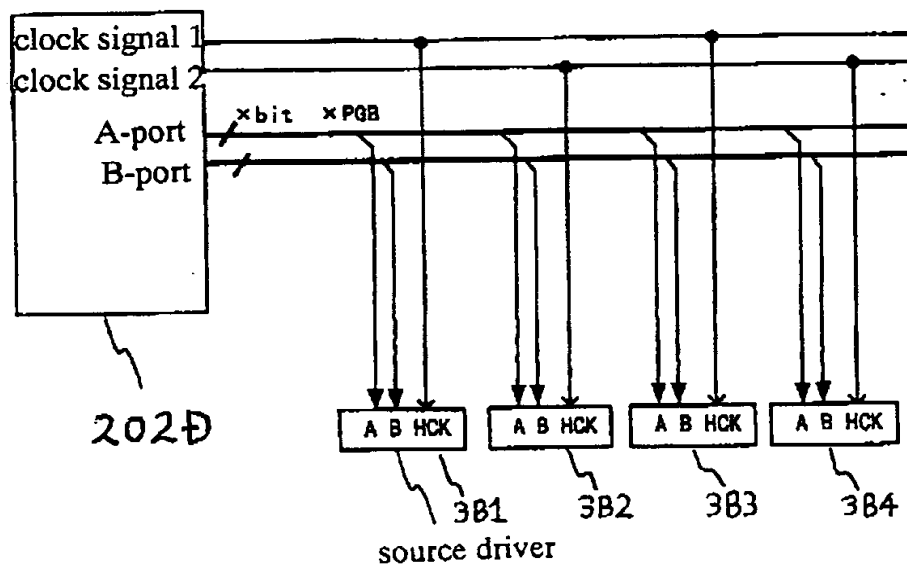 clock signal 1
clock signal 2
×bit ×PGB
A-port
B-port
202D
A B HCK
A B HCK
A B HCK
A B HCK
3B1
3B2
3B3
3B4
source driver